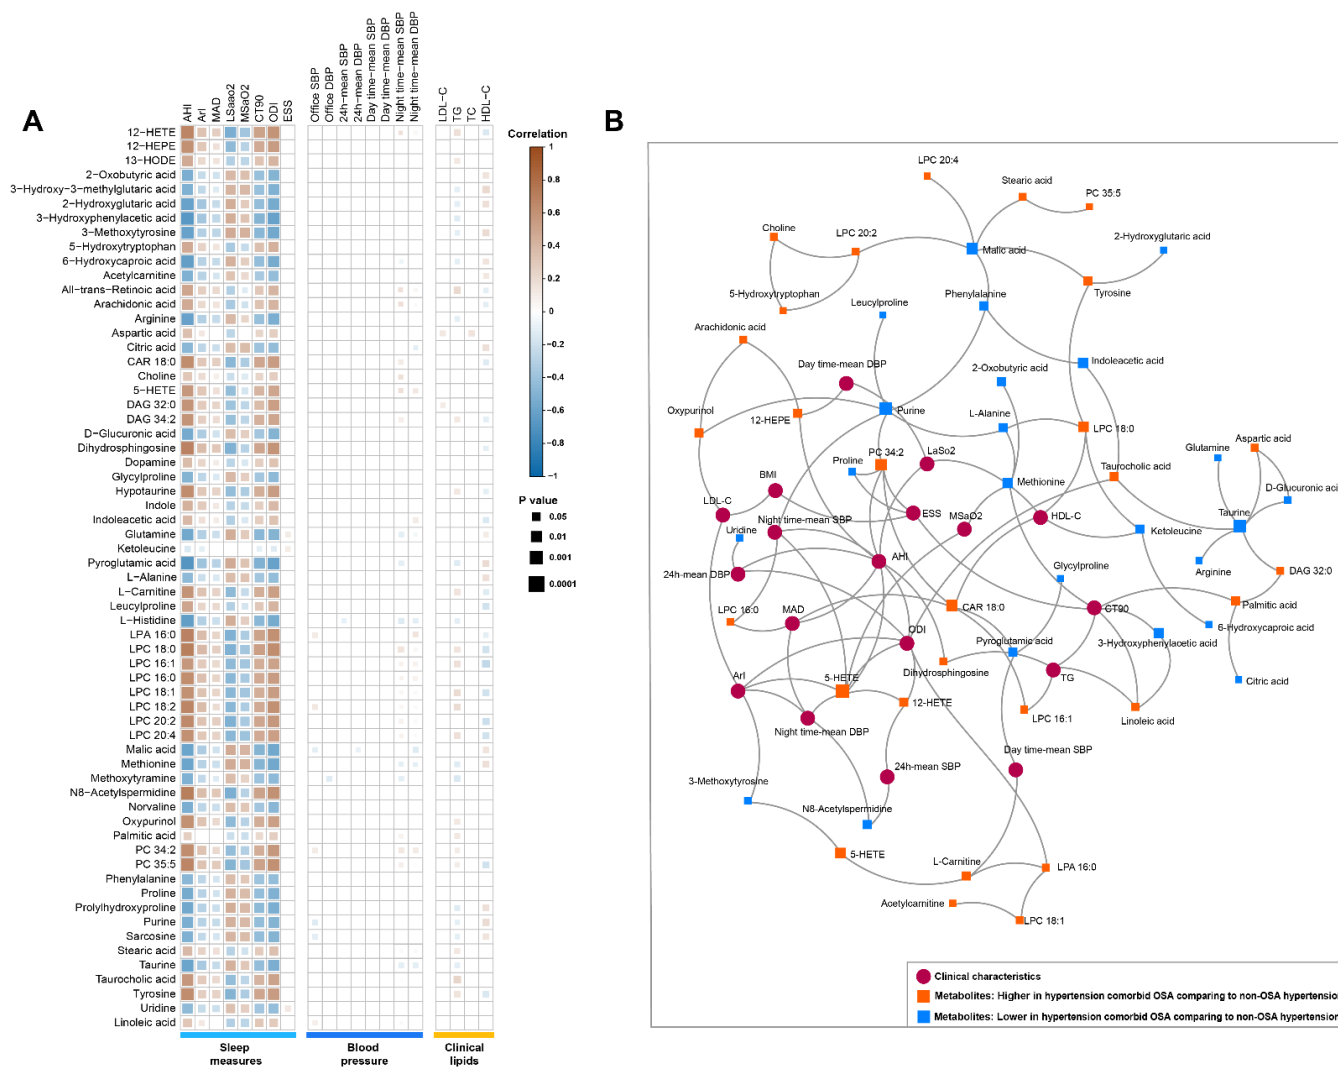 A
AHI
ArI
MAD
LSaao2
MSaO2
CT90
ODI
ESS
Office SBP
Office DBP
24h−mean SBP
24h−mean DBP
Day time−mean SBP
Day time−mean DBP
Night time−mean SBP
Night time−mean DBP
LDL−C
TG
TC
HDL−C
12−HETE
12−HEPE
13−HODE
2−Oxobutyric acid
3−Hydroxy−3−methylglutaric acid
2−Hydroxyglutaric acid
3−Hydroxyphenylacetic acid
3−Methoxytyrosine
5−Hydroxytryptophan
6−Hydroxycaproic acid
Acetylcarnitine
All−trans−Retinoic acid
Arachidonic acid
Arginine
Aspartic acid
Citric acid
CAR 18:0
Choline
5−HETE
DAG 32:0
DAG 34:2
D−Glucuronic acid
Dihydrosphingosine
Dopamine
Glycylproline
Hypotaurine
Indole
Indoleacetic acid
Glutamine
Ketoleucine
Pyroglutamic acid
L−Alanine
L−Carnitine
Leucylproline
L−Histidine
LPA 16:0
LPC 18:0
LPC 16:1
LPC 16:0
LPC 18:1
LPC 18:2
LPC 20:2
LPC 20:4
Malic acid
Methionine
Methoxytyramine
N8−Acetylspermidine
Norvaline
Oxypurinol
Palmitic acid
PC 34:2
PC 35:5
Phenylalanine
Proline
Prolylhydroxyproline
Purine
Sarcosine
Stearic acid
Taurine
Taurocholic acid
Tyrosine
Uridine
Linoleic acid
Sleep
measures
Blood
pressure
Clinical
lipids
Correlation
1
0.8
0.6
0.4
0.2
0
−0.2
−0.4
−0.6
−0.8
−1
P value
0.05
0.01
0.001
0.0001
B
LPC 20:4
Stearic acid
PC 35:5
Choline
LPC 20:2
Malic acid
2-Hydroxyglutaric acid
5-Hydroxytryptophan
Leucylproline
Phenylalanine
Tyrosine
Arachidonic acid
Day time-mean DBP
2-Oxobutyric acid
Indoleacetic acid
Oxypurinol
12-HEPE
Purine
L-Alanine
LPC 18:0
Glutamine
Aspartic acid
BMI
Proline
PC 34:2
LaSo2
Methionine
Taurocholic acid
D-Glucuronic acid
LDL-C
Night time-mean SBP
Uridine
ESS
MSaO2
HDL-C
Ketoleucine
Taurine
24h-mean DBP
AHI
Glycylproline
Arginine
DAG 32:0
LPC 16:0
MAD
CAR 18:0
CT90
Palmitic acid
ODI
Pyroglutamic acid
3-Hydroxyphenylacetic acid
6-Hydroxycaproic acid
ArI
5-HETE
Dihydrosphingosine
TG
Citric acid
12-HETE
LPC 16:1
Linoleic acid
Night time-mean DBP
Day time-mean SBP
3-Methoxytyrosine
24h-mean SBP
N8-Acetylspermidine
5-HETE
L-Carnitine
LPA 16:0
Acetylcarnitine
LPC 18:1
Clinical characteristics
Metabolites: Higher in hypertension comorbid OSA comparing to non-OSA hypertension
Metabolites: Lower in hypertension comorbid OSA comparing to non-OSA hypertension